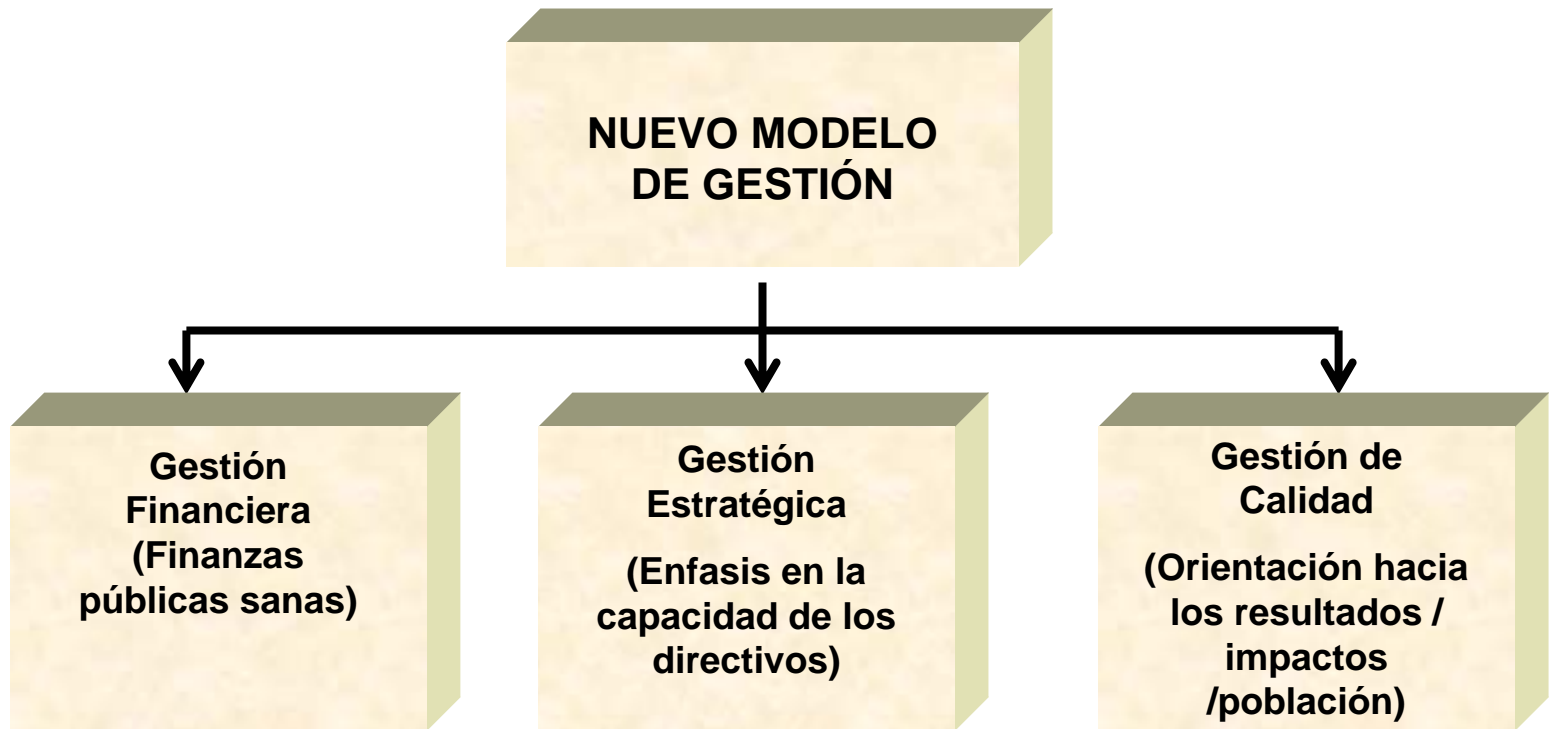 NUEVO MODELO
DE GESTIÓN
Gestión
Financiera
(Finanzas
públicas sanas)
Gestión
Estratégica
(Enfasis en la
capacidad de los
directivos)
Gestión de
Calidad
(Orientación hacia
los resultados /
impactos
/población)